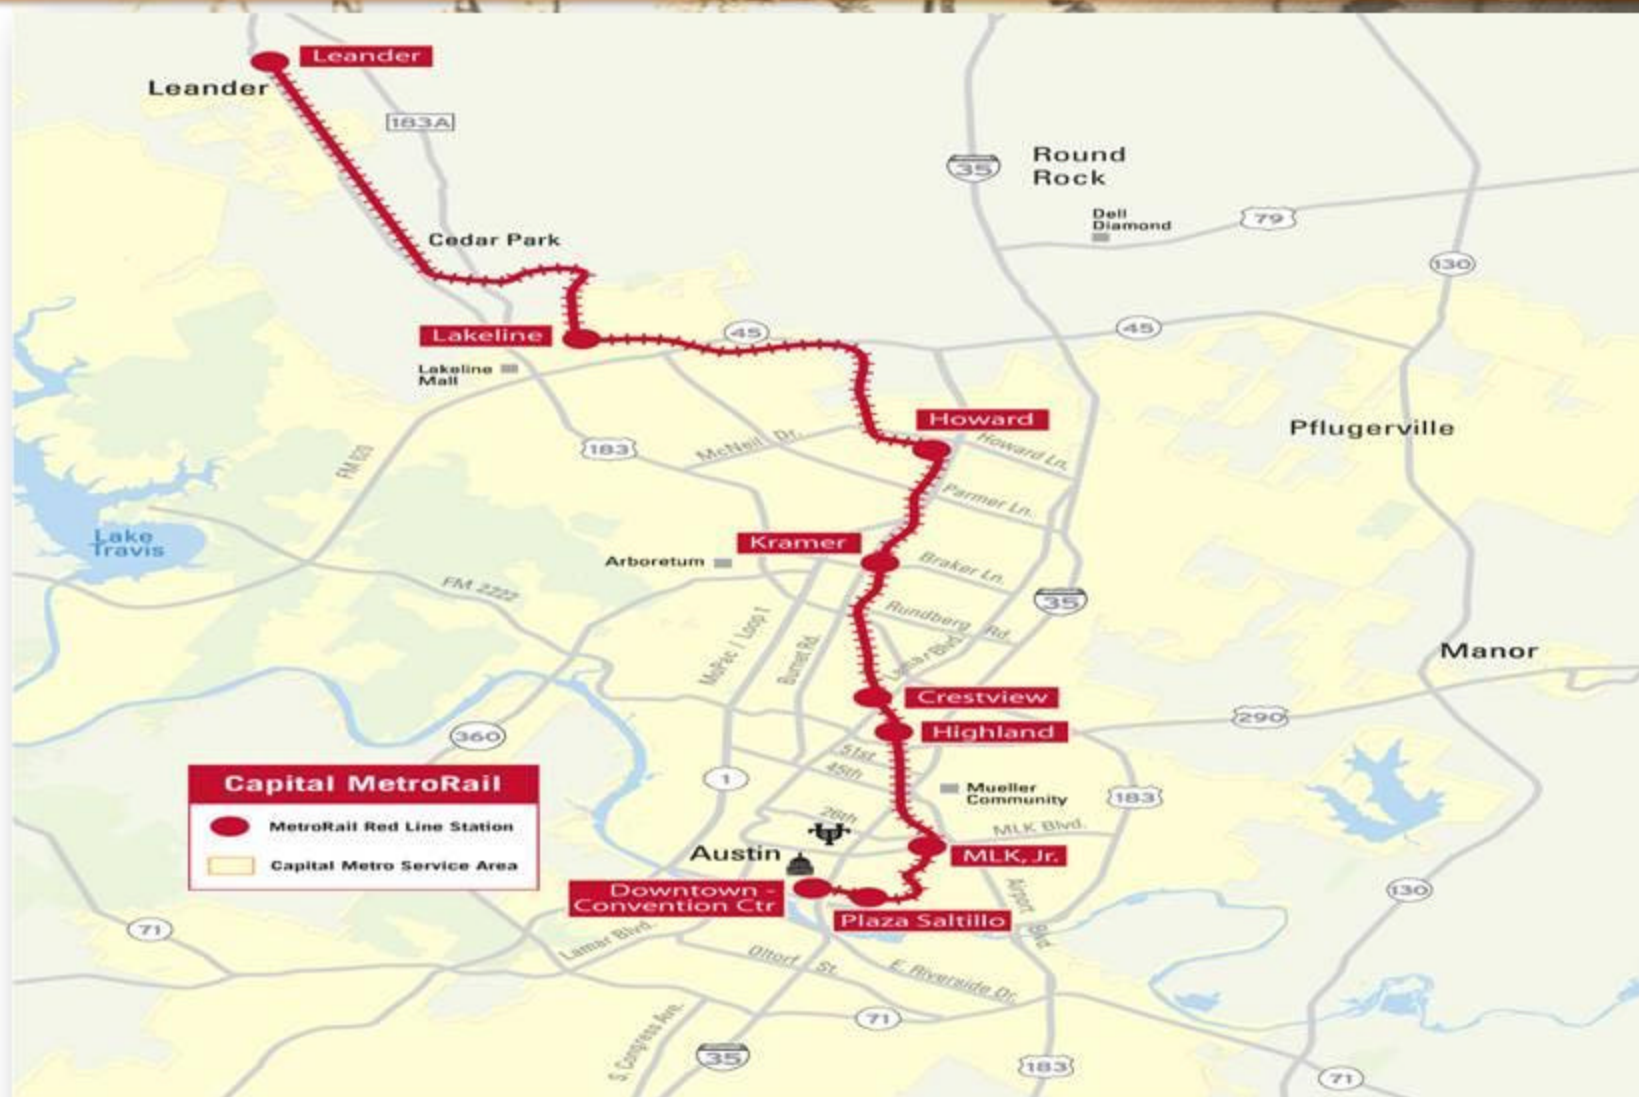 Leander
Leander
183A
Round
Rock
35
Dell
Diamond
79
Cedar Park
130
Lakeline
45
45
Lakeline
Mall
Howard
Pflugerville
McNeil Dr.
Howard Ln.
183
FM 620
Parmer Ln.
Lake
Travis
Kramer
Arboretum
Braker Ln.
FM 2222
35
Rundberg Rd.
MoPac / Loop 1
Burnet Rd.
Lamar Blvd.
Manor
Crestview
290
360
Highland
51st
45th
Capital MetroRail
1
Mueller
Community
183
MetroRail Red Line Station
26th
MLK Blvd.
Austin
MLK, Jr.
Capital Metro Service Area
Downtown -
Convention Ctr
Airport Blvd.
130
Plaza Saltillo
71
Lamar Blvd.
Oltorf St.
E. Riverside Dr.
71
S. Congress Ave.
35
183
71